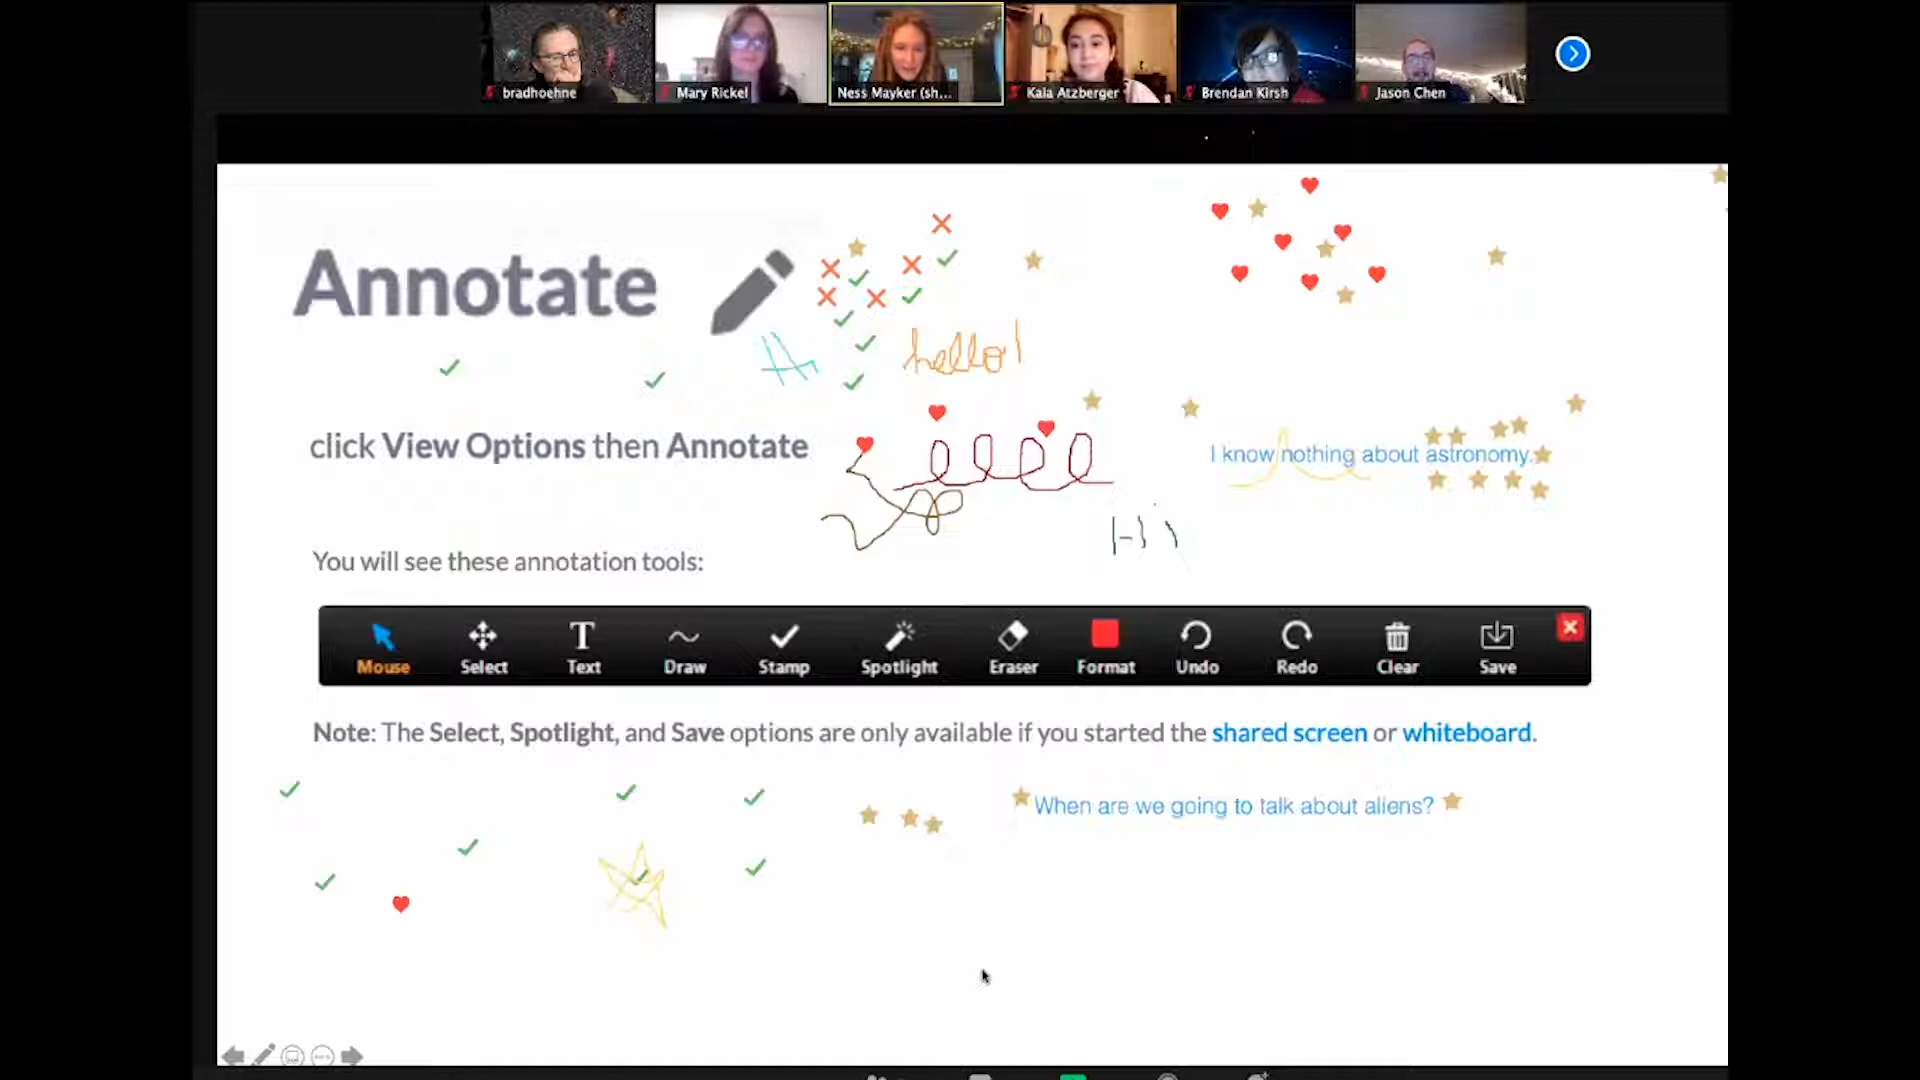 bradhoehne
Mary Rickel
Ness Mayker (sh...
Kala Atzberger
Brendan Kirsh
Jason Chen
Annotate
hello!
click View Options then Annotate
I know nothing about astronomy.
Hi
You will see these annotation tools:
Mouse Select Text Draw Stamp Spotlight Eraser Format Undo Redo Clear Save
Note: The Select, Spotlight, and Save options are only available if you started the shared screen or whiteboard.
When are we going to talk about aliens?